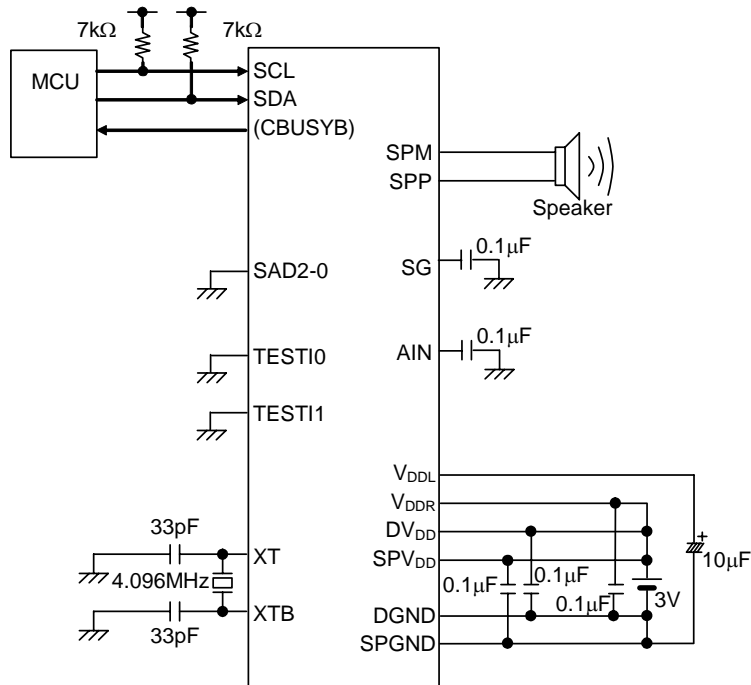 7kΩ
7kΩ
MCU
SCL
SDA
(CBUSYB)
SPM
SPP
Speaker
0.1μF
SG
SAD2-0
0.1μF
AIN
TESTI0
TESTI1
VDDL
VDDR
DVDD
SPVDD
+
10μF
33pF
XT
4.096MHz
XTB
33pF
0.1μF
0.1μF
0.1μF
3V
DGND
SPGND